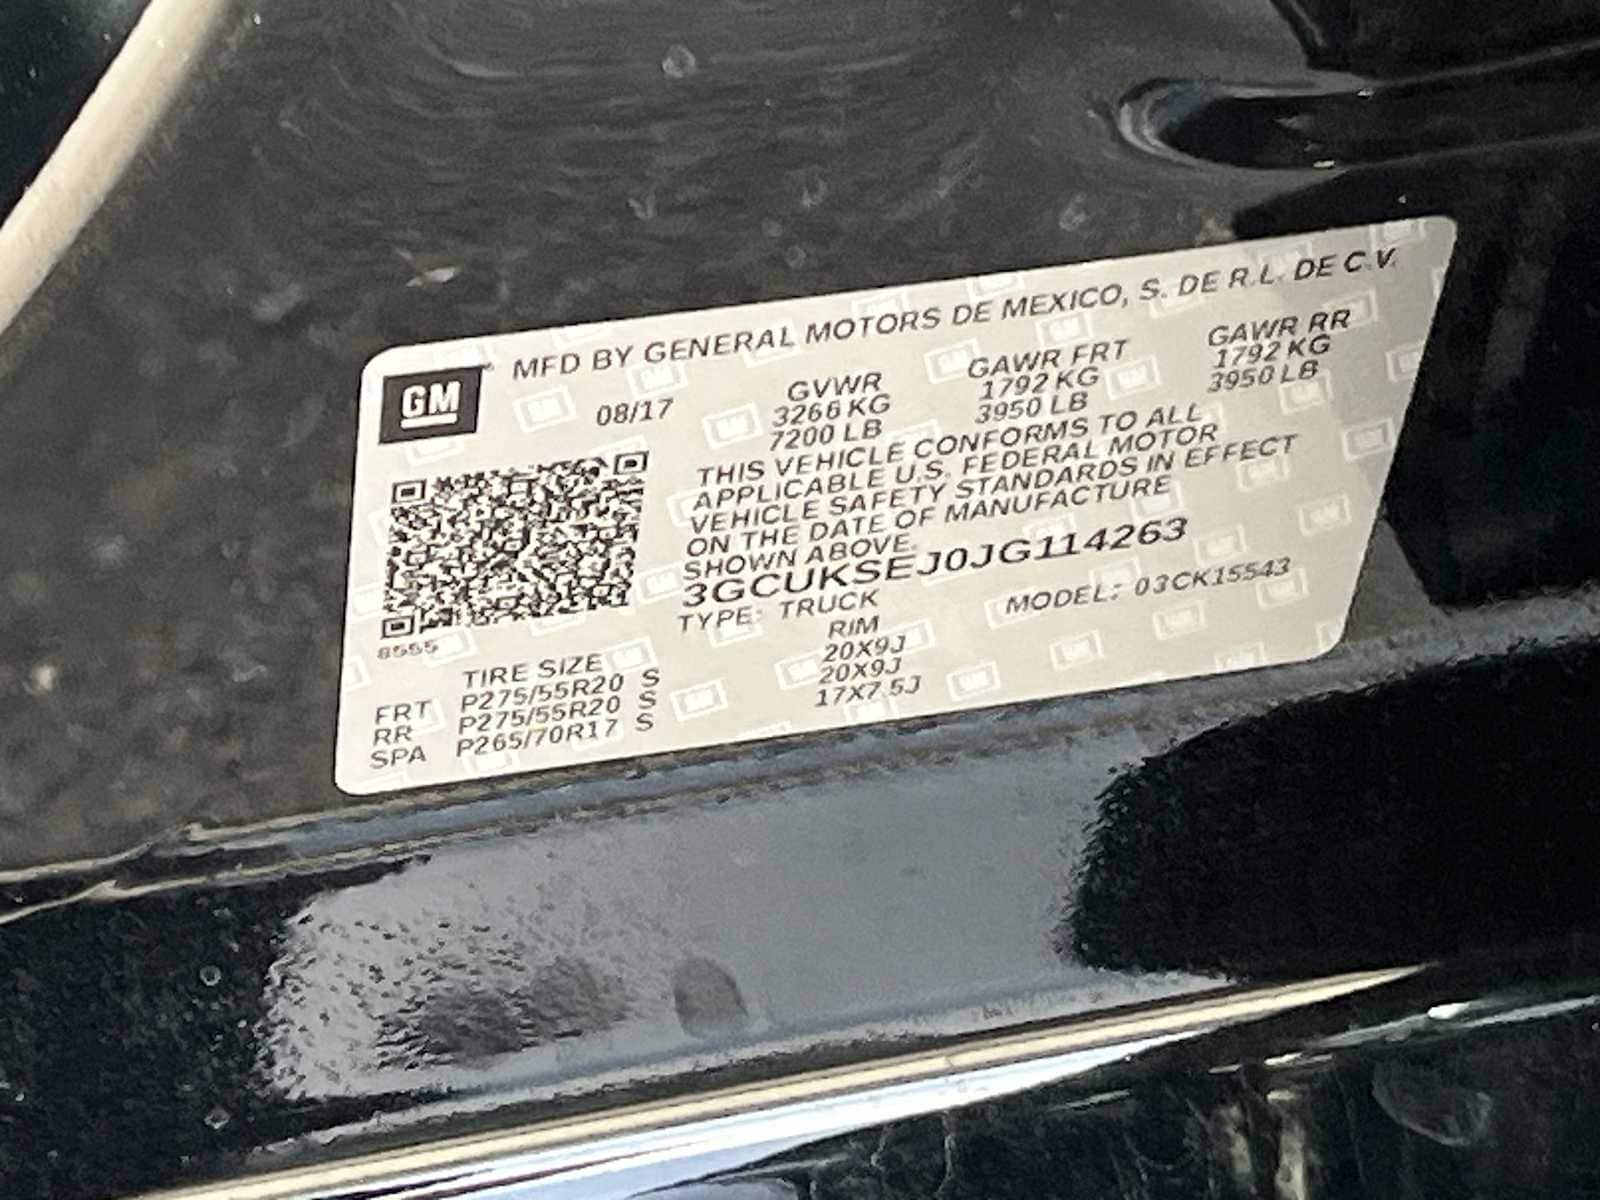 MFD BY GENERAL MOTORS DE MEXICO, S. DE R.L. DE C.V.
GM
08/17
GVWR
3266 KG
7200 LB
GAWR FRT
1792 KG
3950 LB
GAWR RR
1792 KG
3950 LB
THIS VEHICLE CONFORMS TO ALL
APPLICABLE U.S. FEDERAL MOTOR
VEHICLE SAFETY STANDARDS IN EFFECT
ON THE DATE OF MANUFACTURE
SHOWN ABOVE.
3GCUKSEJ0JG114263
TYPE: TRUCK
MODEL: 03CK15543
8555
TIRE SIZE RIM
FRT P275/55R20 S 20X9J
RR P275/55R20 S 20X9J
SPA P265/70R17 S 17X7.5J